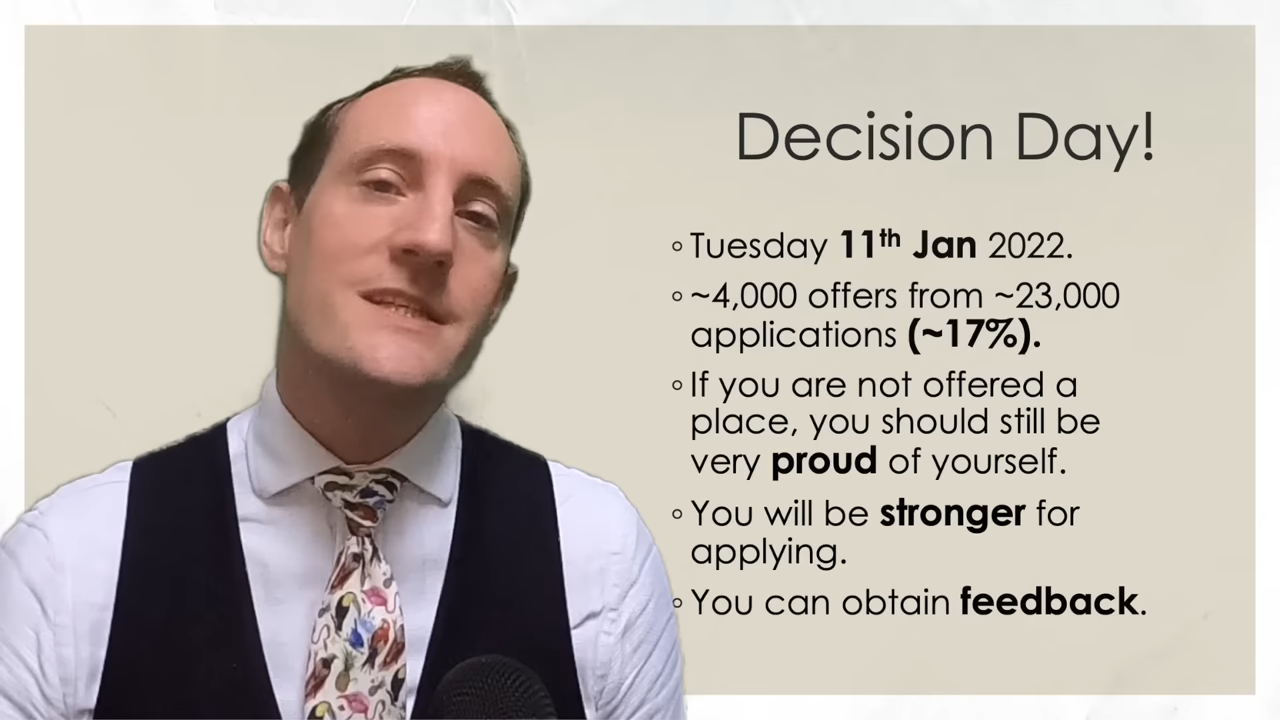 Decision Day!
◦ Tuesday 11th Jan 2022.
◦ ~4,000 offers from ~23,000
applications (~17%).
◦ If you are not offered a
place, you should still be
very proud of yourself.
◦ You will be stronger for
applying.
◦ You can obtain feedback.